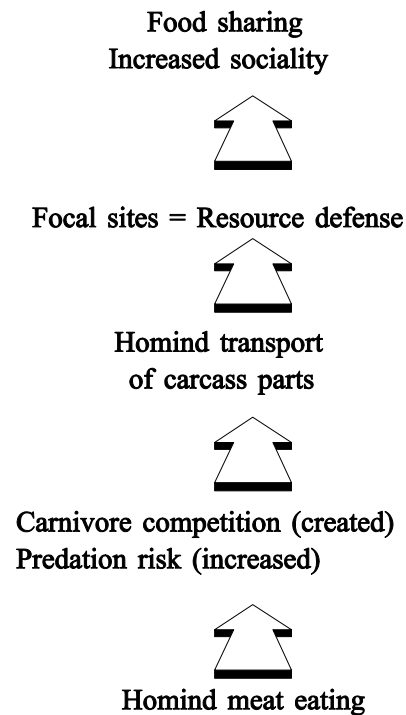 Food sharing
Increased sociality
Focal sites = Resource defense
Homind transport
of carcass parts
Carnivore competition (created)
Predation risk (increased)
Homind meat eating